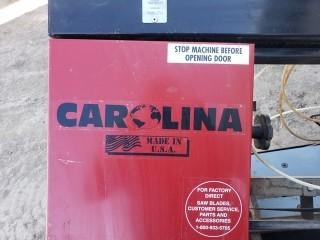 STOP MACHINE BEFORE
OPENING DOOR
CAROLINA
MADE IN
U.S.A.
FOR FACTORY
DIRECT
SAW BLADES,
CUSTOMER SERVICE,
PARTS AND
ACCESSORIES